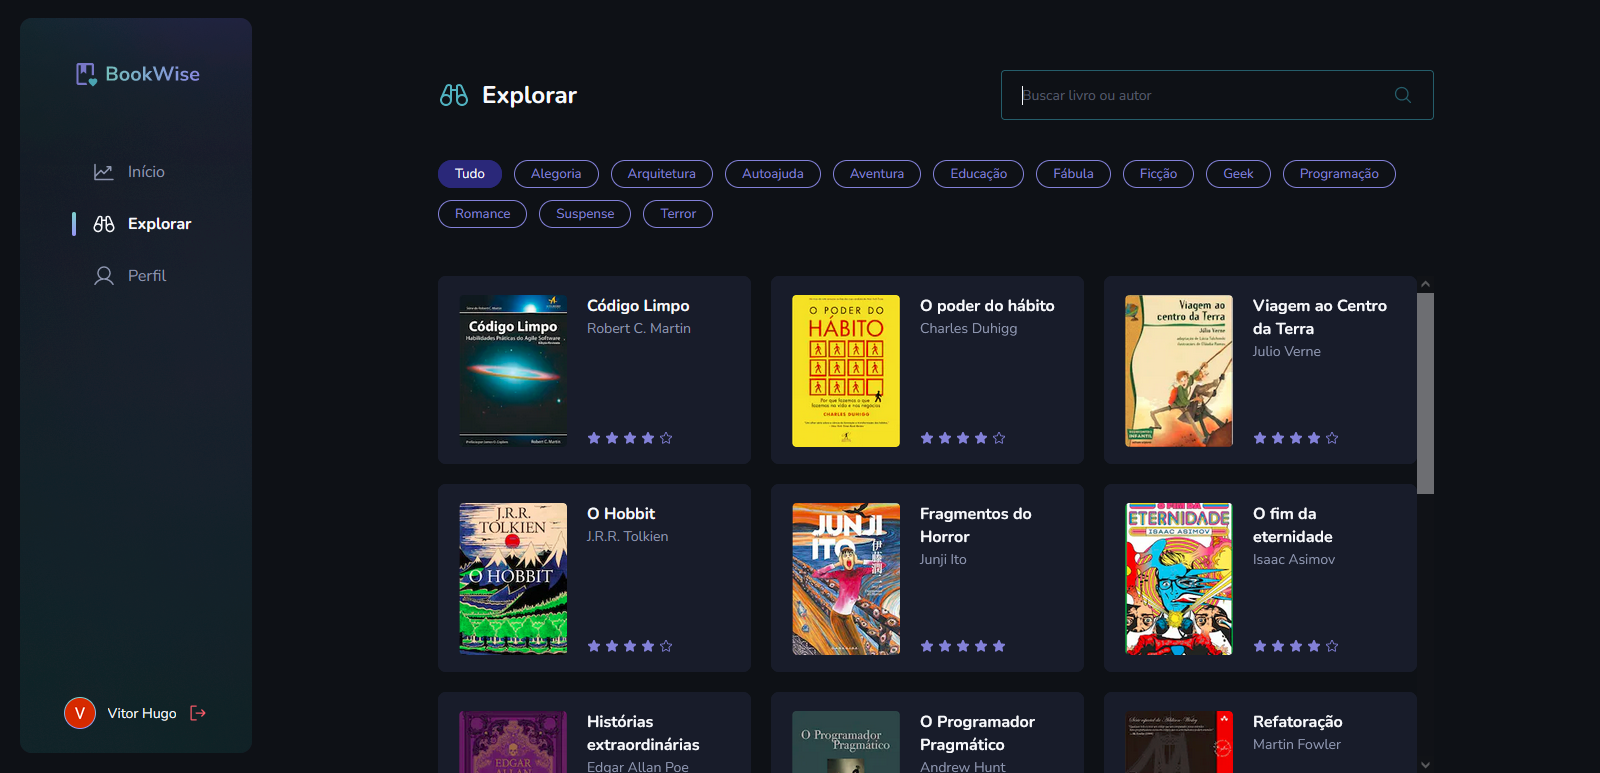 BookWise
Início
Explorar
Perfil
V
Vitor Hugo
Explorar
Buscar livro ou autor
Tudo
Alegoria
Arquitetura
Autoajuda
Aventura
Educação
Fábula
Ficção
Geek
Programação
Romance
Suspense
Terror
Código Limpo
Habilidades Práticas do Agile Software
Robert C. Martin
Código Limpo
Robert C. Martin
O PODER DO
HÁBITO
Por que fazemos o que
fazemos na vida e nos negócios
CHARLES DUHIGG
O poder do hábito
Charles Duhigg
Viagem ao
centro da Terra
Júlio Verne
INFANTIL
Viagem ao Centro
da Terra
Julio Verne
J.R.R.
TOLKIEN
O HOBBIT
O Hobbit
J.R.R. Tolkien
JUNJI
ITO
伊藤潤二
Fragmentos do
Horror
Junji Ito
O FIM DA
ETERNIDADE
ISAAC ASIMOV
O fim da
eternidade
Isaac Asimov
EDGAR
ALLAN
Histórias
extraordinárias
Edgar Allan Poe
O Programador
Pragmático
O Programador
Pragmático
Andrew Hunt
Refatoração
Martin Fowler